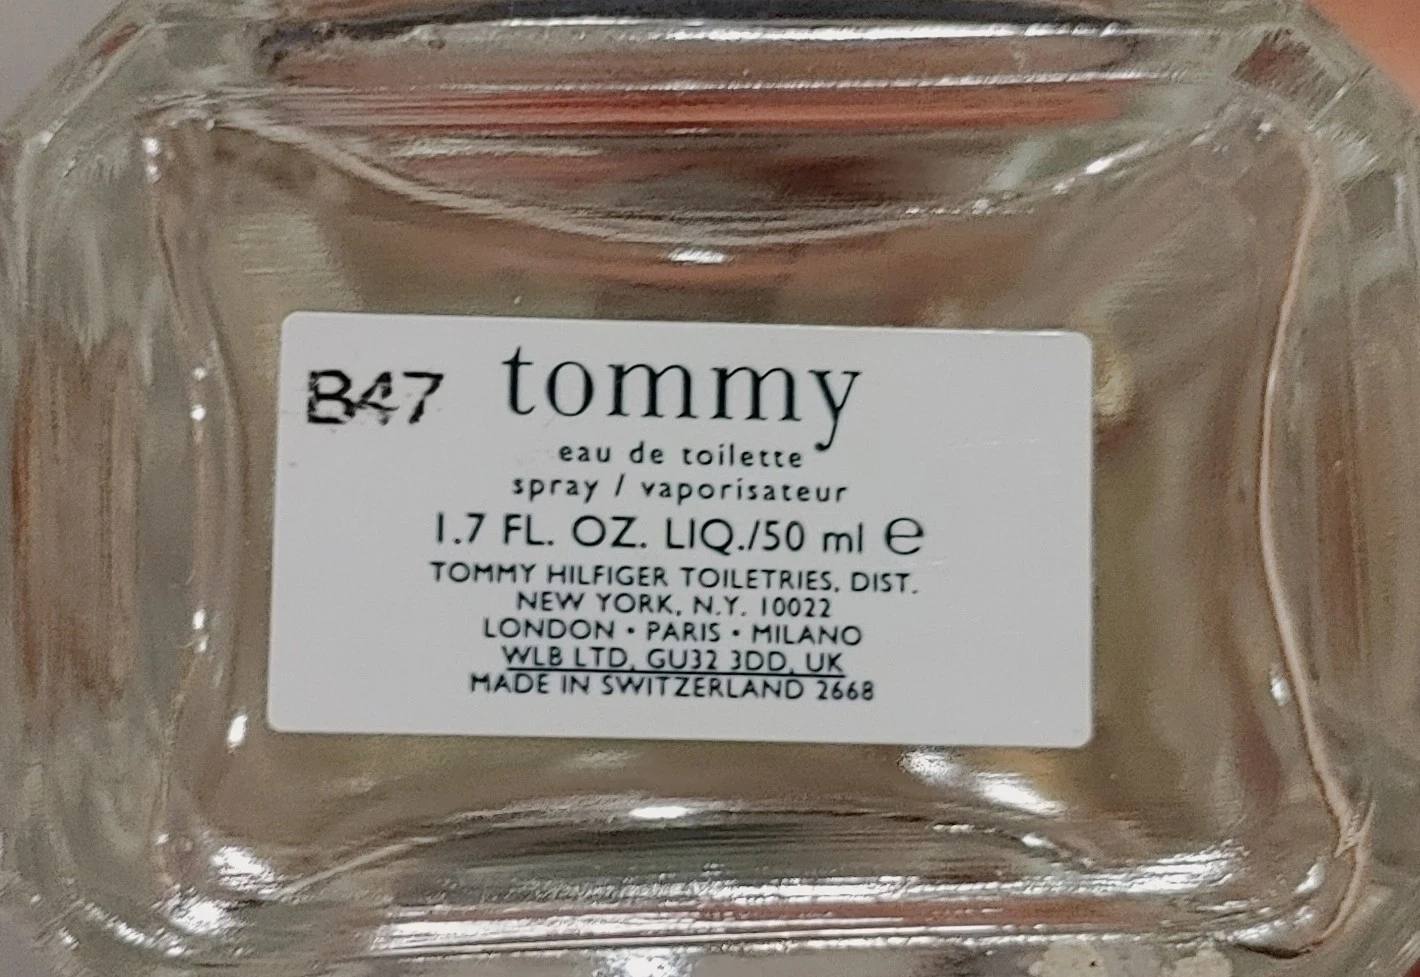 B47 tommy
eau de toilette
spray / vaporisateur
1.7 FL. OZ. LIQ./50 ml ℮
TOMMY HILFIGER TOILETRIES, DIST.
NEW YORK, N.Y. 10022
LONDON • PARIS • MILANO
WLB LTD, GU32 3DD, UK
MADE IN SWITZERLAND 2668